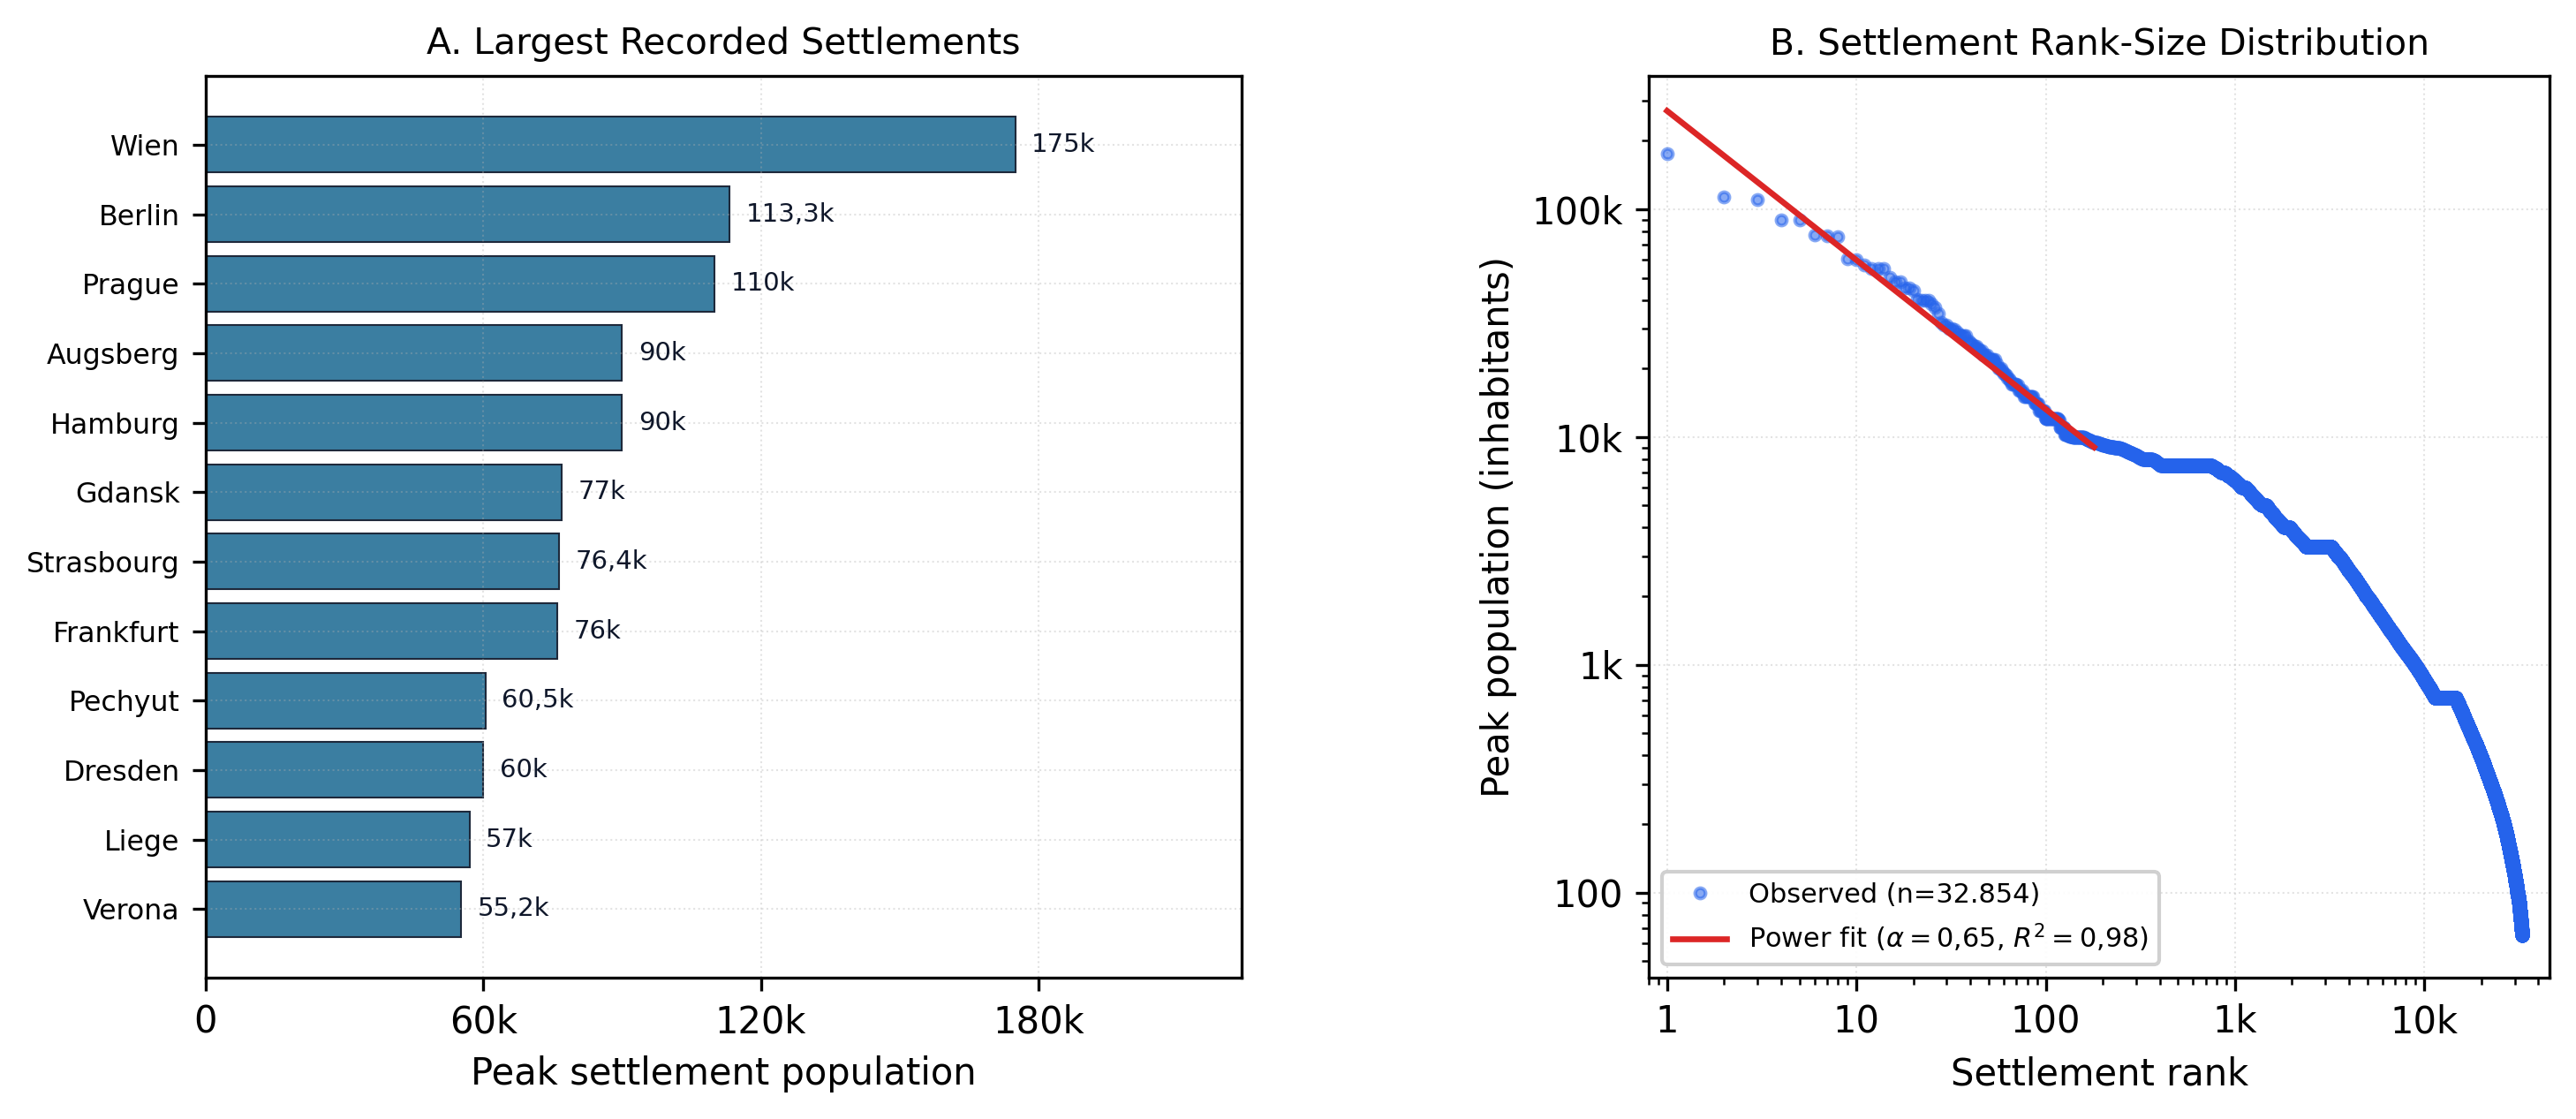 A. Largest Recorded Settlements
Wien
175k
Berlin
113,3k
Prague
110k
Augsberg
90k
Hamburg
90k
Gdansk
77k
Strasbourg
76,4k
Frankfurt
76k
Pechyut
60,5k
Dresden
60k
Liege
57k
Verona
55,2k
0 60k 120k 180k
Peak settlement population
B. Settlement Rank-Size Distribution
Peak population (inhabitants)
100k
10k
1k
100
Observed (n=32.854)
Power fit (α = 0,65, R² = 0,98)
1 10 100 1k 10k
Settlement rank